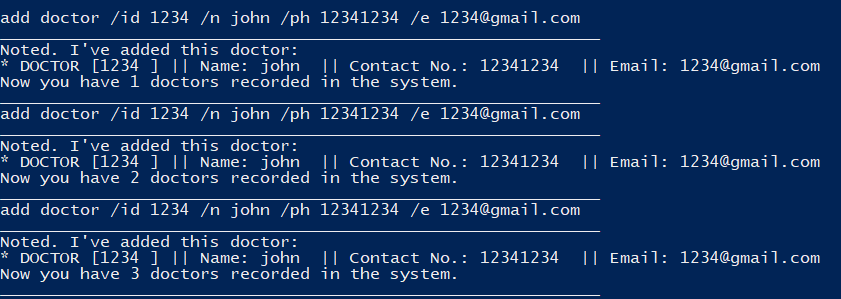 add doctor /id 1234 /n john /ph 12341234 /e 1234@gmail.com
Noted. I've added this doctor:
* DOCTOR [1234 ] || Name: john  || Contact No.: 12341234  || Email: 1234@gmail.com
Now you have 1 doctors recorded in the system.
add doctor /id 1234 /n john /ph 12341234 /e 1234@gmail.com
Noted. I've added this doctor:
* DOCTOR [1234 ] || Name: john  || Contact No.: 12341234  || Email: 1234@gmail.com
Now you have 2 doctors recorded in the system.
add doctor /id 1234 /n john /ph 12341234 /e 1234@gmail.com
Noted. I've added this doctor:
* DOCTOR [1234 ] || Name: john  || Contact No.: 12341234  || Email: 1234@gmail.com
Now you have 3 doctors recorded in the system.